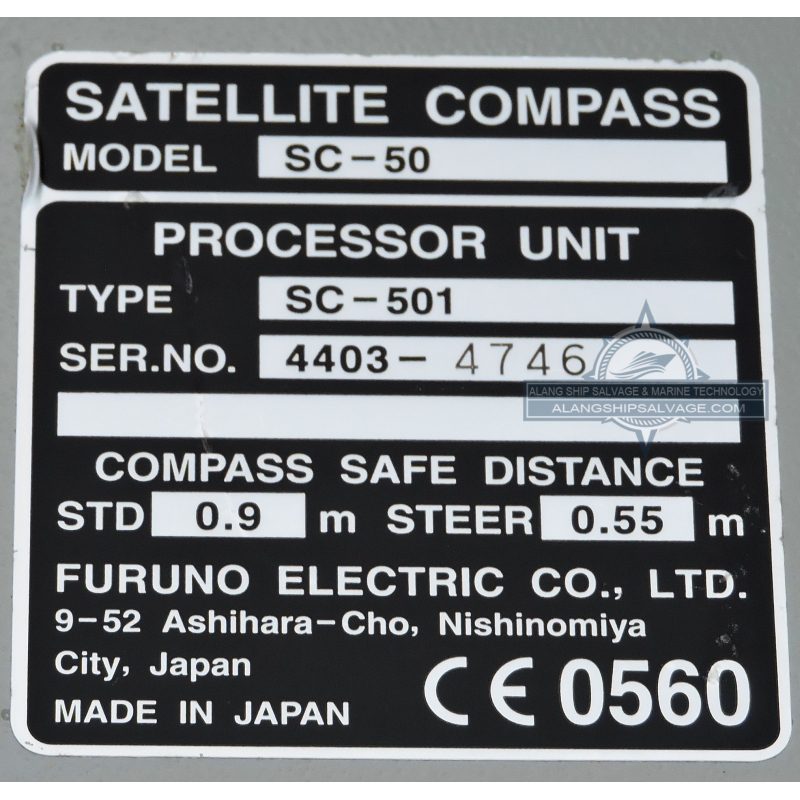 SATELLITE COMPASS
MODEL SC-50
PROCESSOR UNIT
TYPE SC-501
SER.NO. 4403- 4746
ALANG SHIP SALVAGE & MARINE TECHNOLOGY
ALANGSHIPSALVAGE.COM
COMPASS SAFE DISTANCE
STD 0.9 m STEER 0.55 m
FURUNO ELECTRIC CO., LTD.
9-52 Ashihara-Cho, Nishinomiya
City, Japan
CE 0560
MADE IN JAPAN